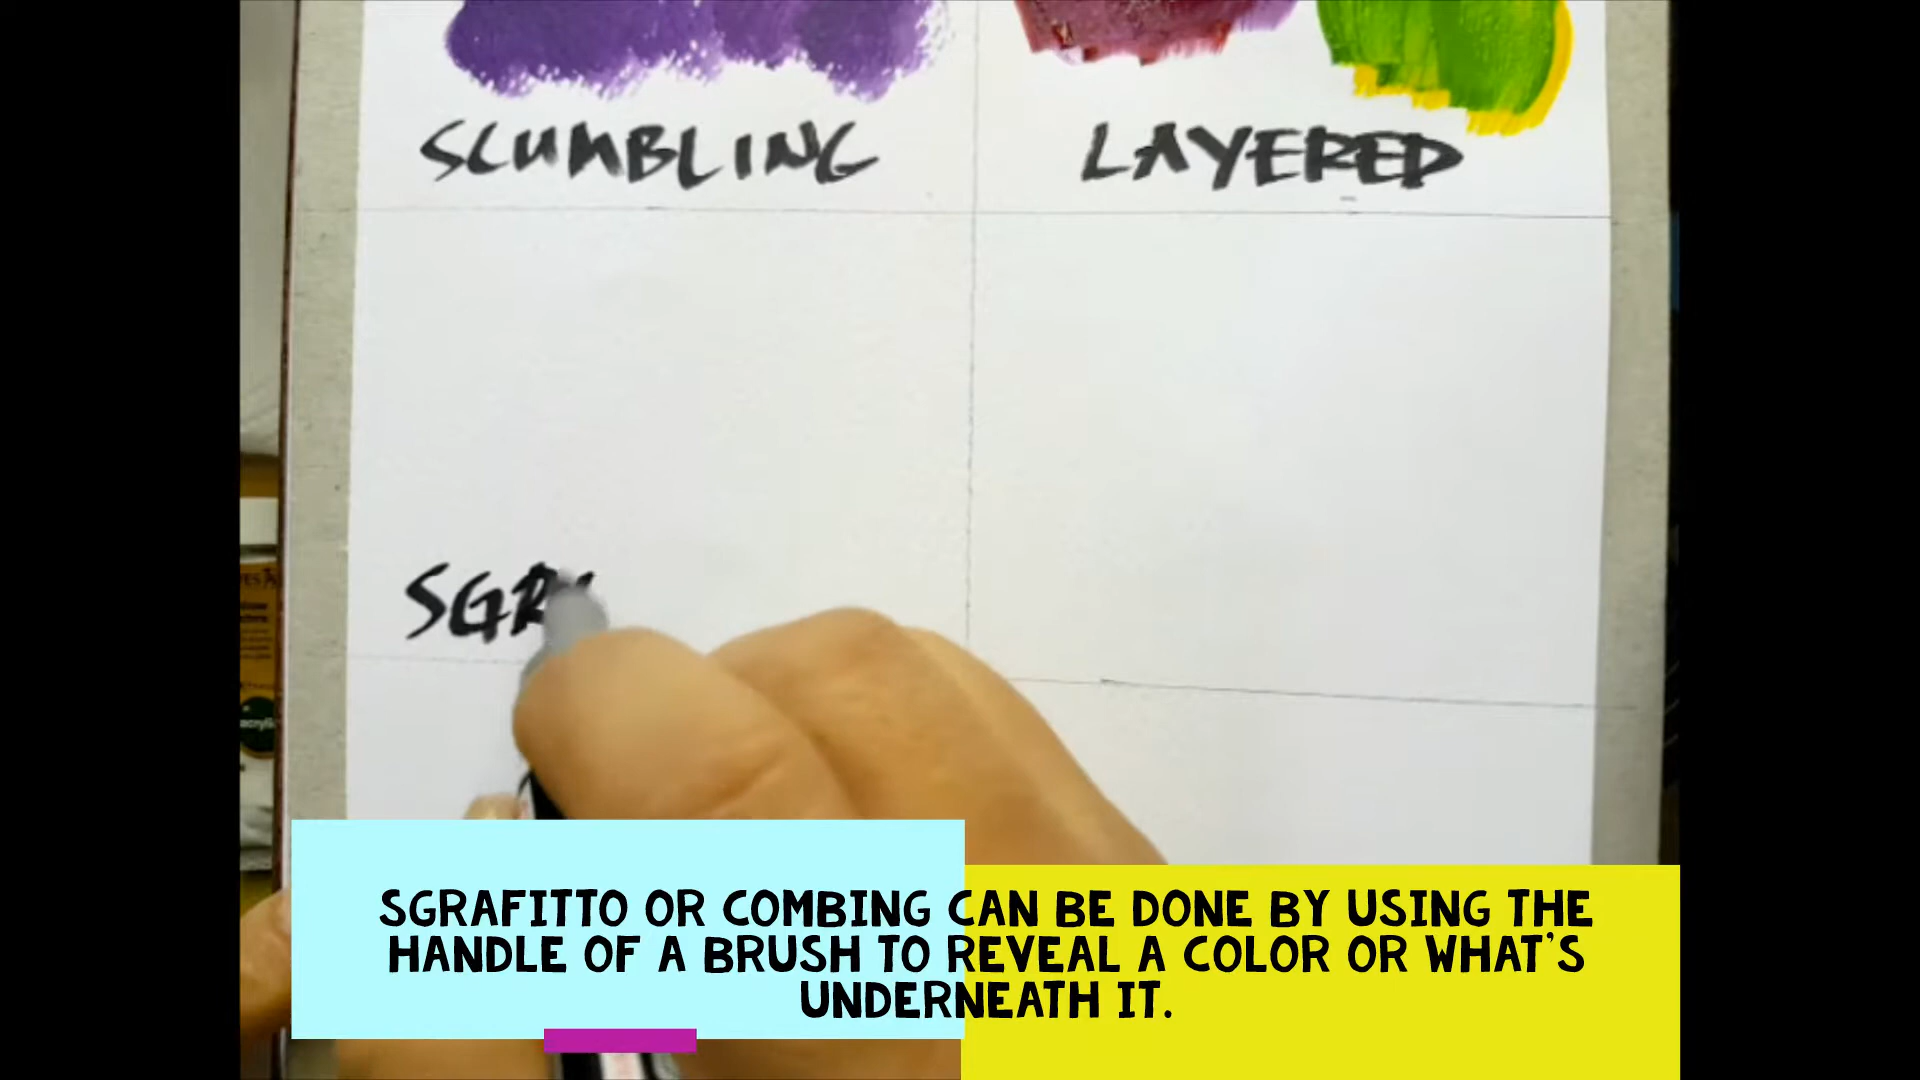 SCUMBLING
LAYERED
SGR
SGRAFITTO OR COMBING CAN BE DONE BY USING THE
HANDLE OF A BRUSH TO REVEAL A COLOR OR WHAT'S
UNDERNEATH IT.